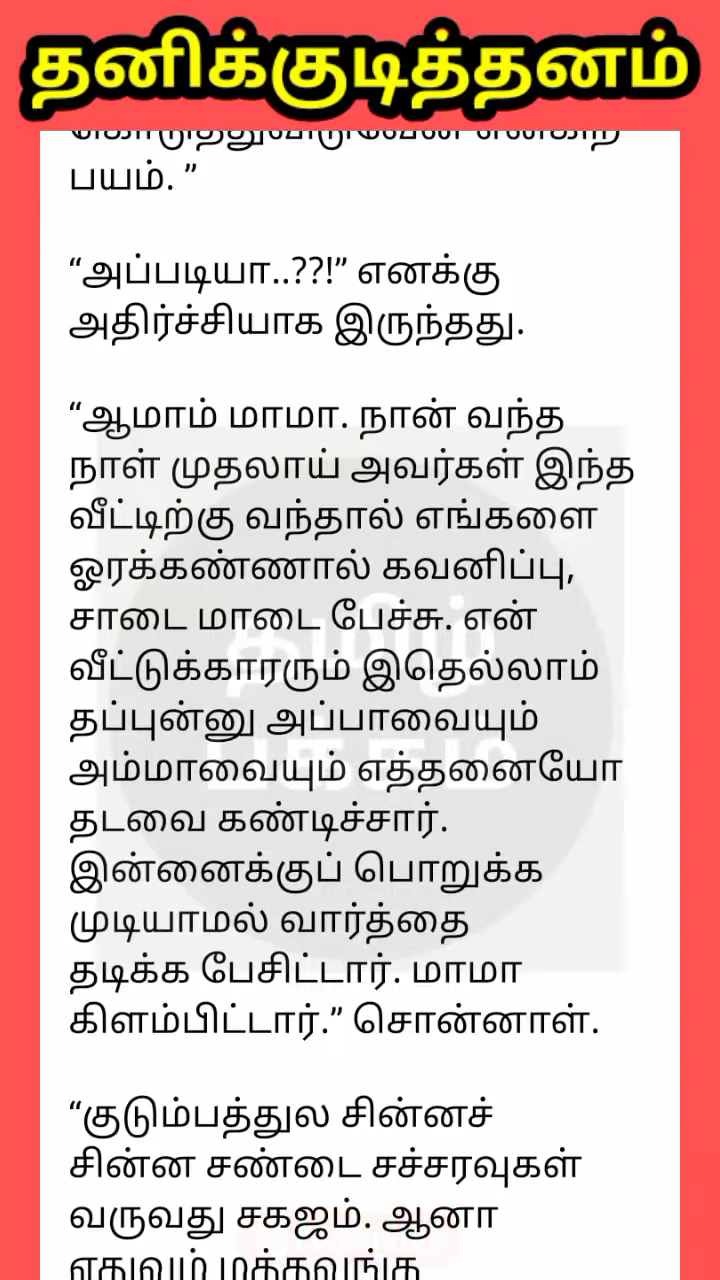 தனிக்குடித்தனம்
பயம். ”
“அப்படியா..??!” எனக்கு
அதிர்ச்சியாக இருந்தது.
“ஆமாம் மாமா. நான் வந்த
நாள் முதலாய் அவர்கள் இந்த
வீட்டிற்கு வந்தால் எங்களை
ஓரக்கண்ணால் கவனிப்பு,
சாடை மாடை பேச்சு. என்
வீட்டுக்காரரும் இதெல்லாம்
தப்புன்னு அப்பாவையும்
அம்மாவையும் எத்தனையோ
தடவை கண்டிச்சார்.
இன்னைக்குப் பொறுக்க
முடியாமல் வார்த்தை
தடிக்க பேசிட்டார். மாமா
கிளம்பிட்டார்.” சொன்னாள்.
“குடும்பத்துல சின்னச்
சின்ன சண்டை சச்சரவுகள்
வருவது சகஜம். ஆனா